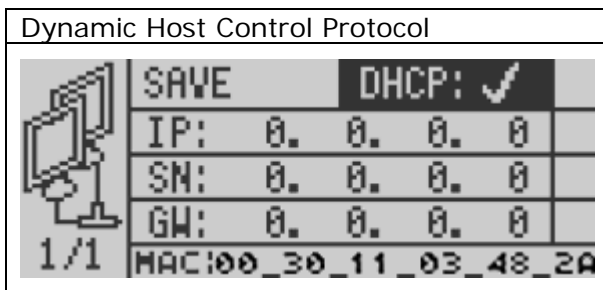 Dynamic Host Control Protocol
SAVE DHCP: ✓
IP: 0. 0. 0. 0
SN: 0. 0. 0. 0
GW: 0. 0. 0. 0
1/1 MAC:00_30_11_03_48_2A